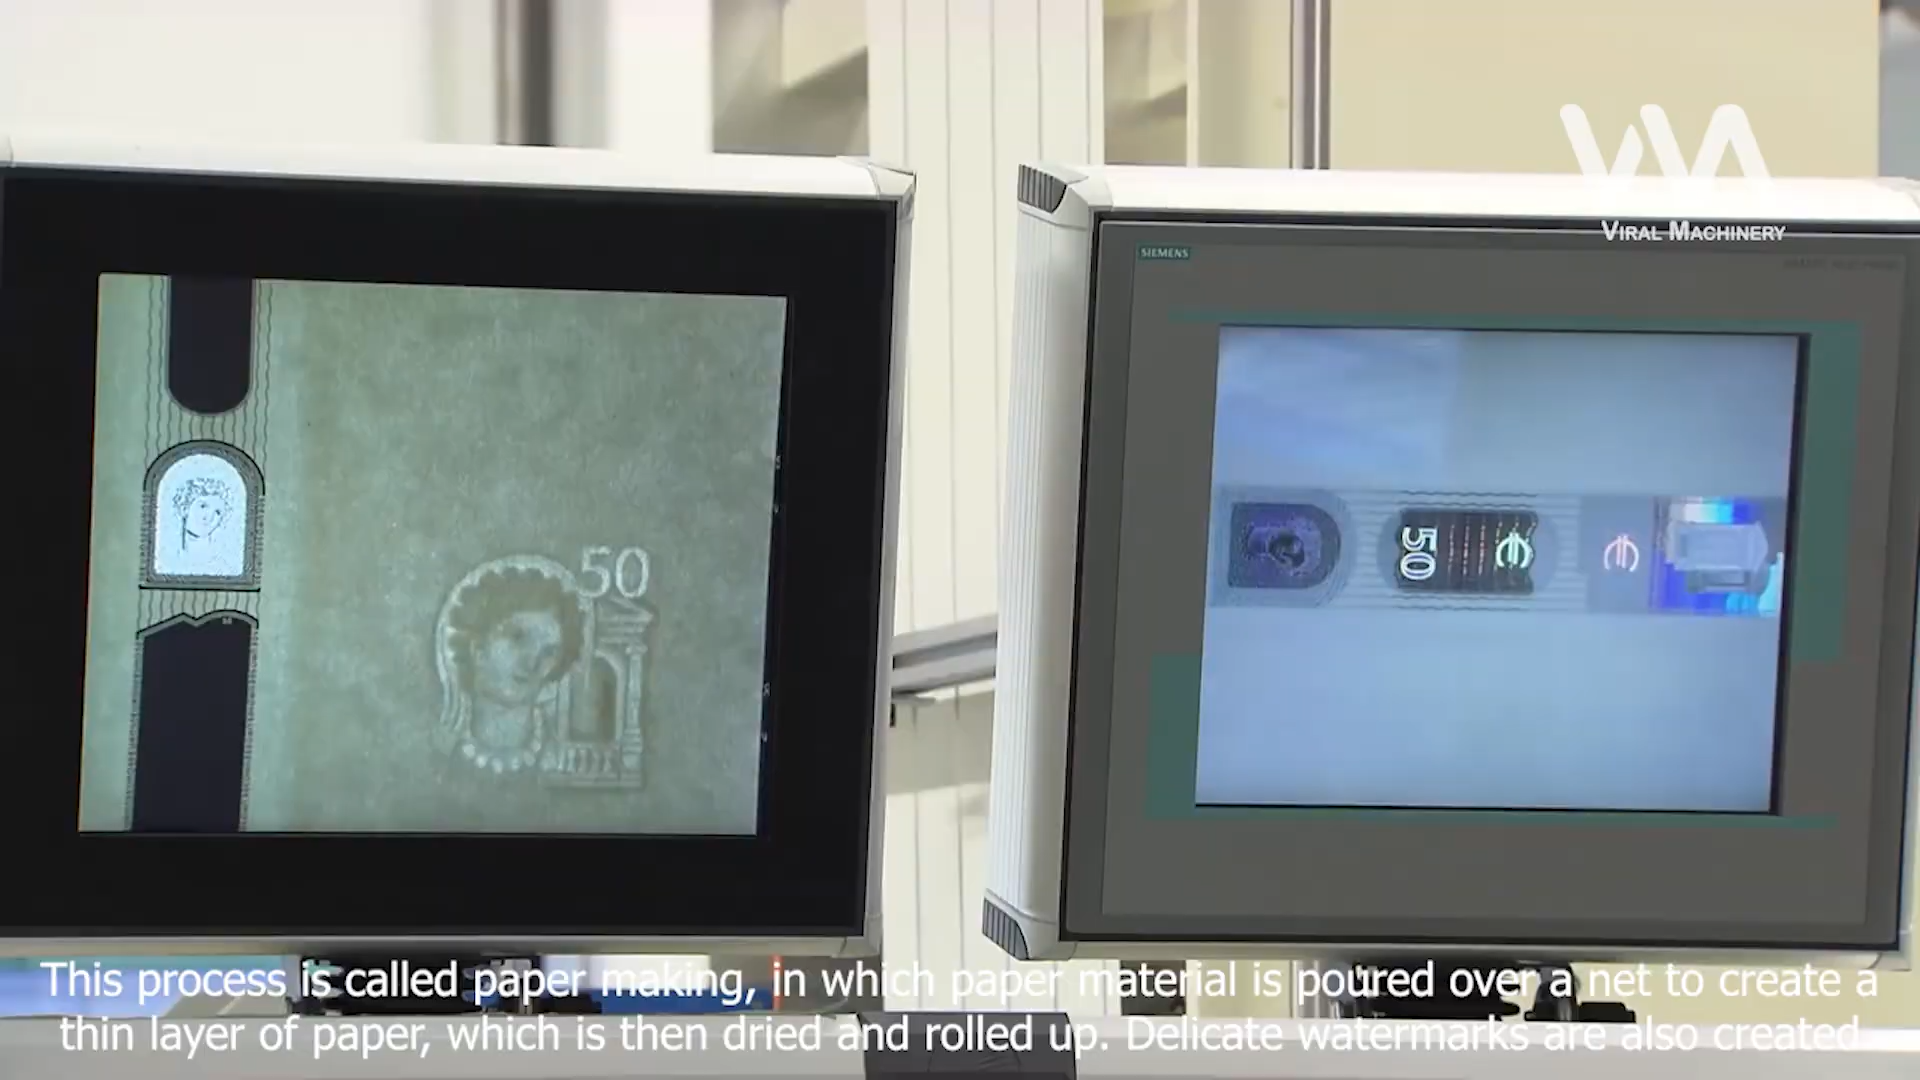 VIRAL MACHINERY
SIEMENS
50
50 €
€
This process is called paper making, in which paper material is poured over a net to create a
thin layer of paper, which is then dried and rolled up. Delicate watermarks are also created